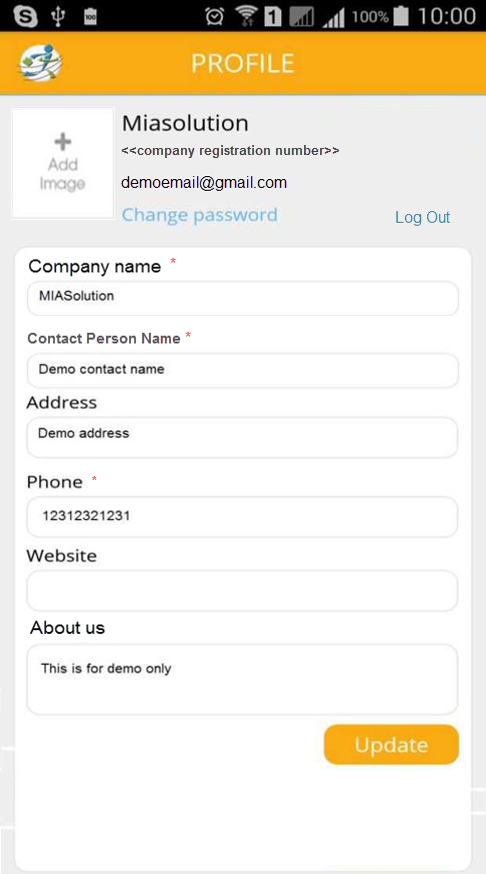 1 100% 10:00
PROFILE
Miasolution
<<company registration number>>
Add
Image
demoemail@gmail.com
Change password
Log Out
Company name *
MIASolution
Contact Person Name *
Demo contact name
Address
Demo address
Phone *
12312321231
Website
About us
This is for demo only
Update